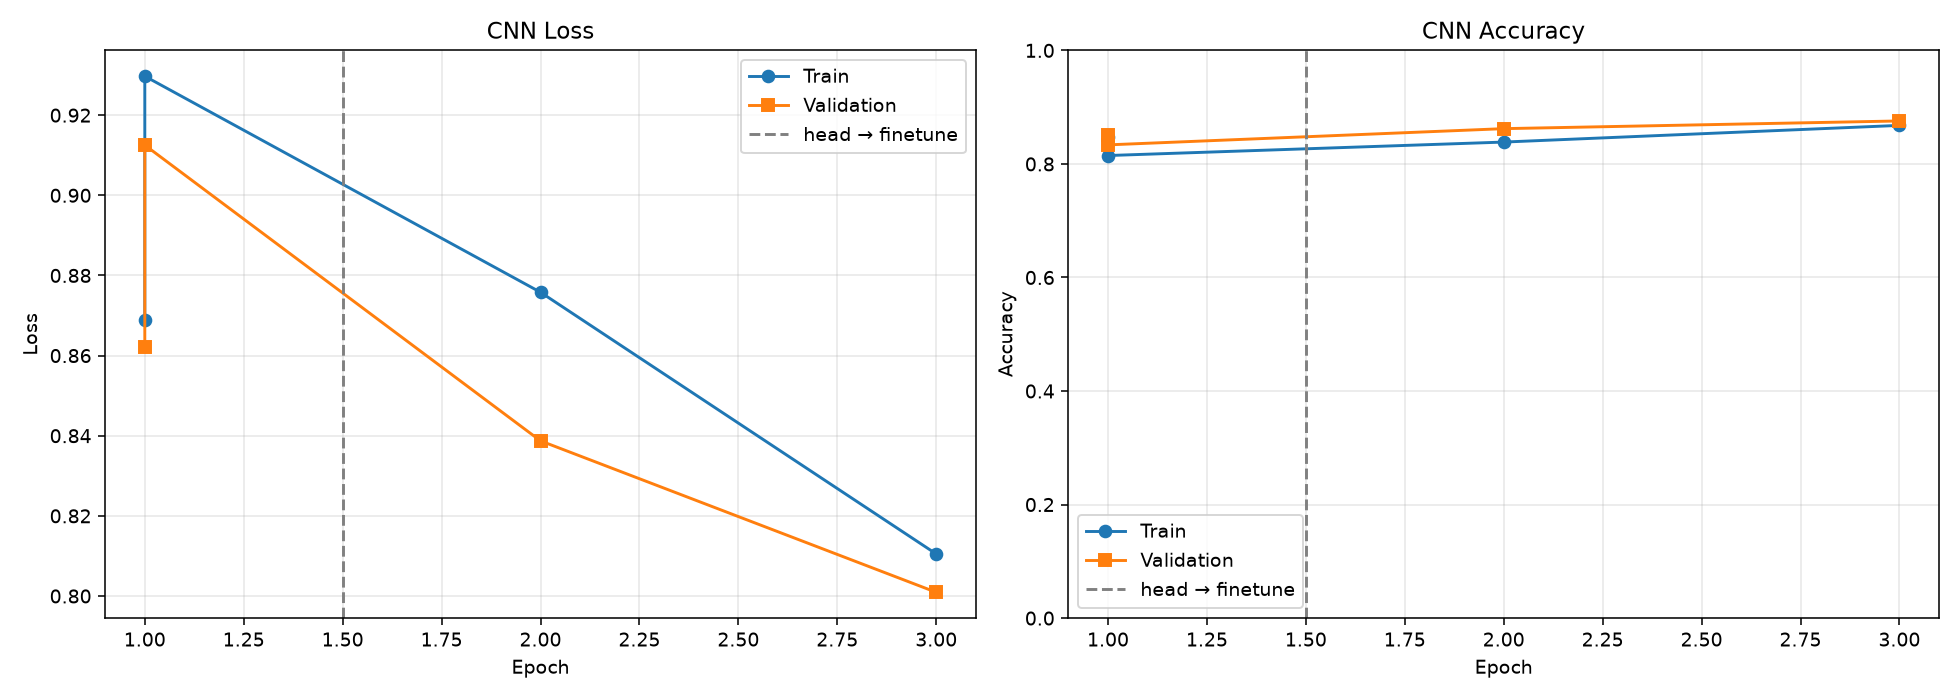 CNN Loss
0.92
0.90
0.88
0.86
0.84
0.82
0.80
Loss
Train
Validation
head → finetune
1.00 1.25 1.50 1.75 2.00 2.25 2.50 2.75 3.00
Epoch
CNN Accuracy
1.0
0.8
0.6
0.4
0.2
0.0
Accuracy
Train
Validation
head → finetune
1.00 1.25 1.50 1.75 2.00 2.25 2.50 2.75 3.00
Epoch